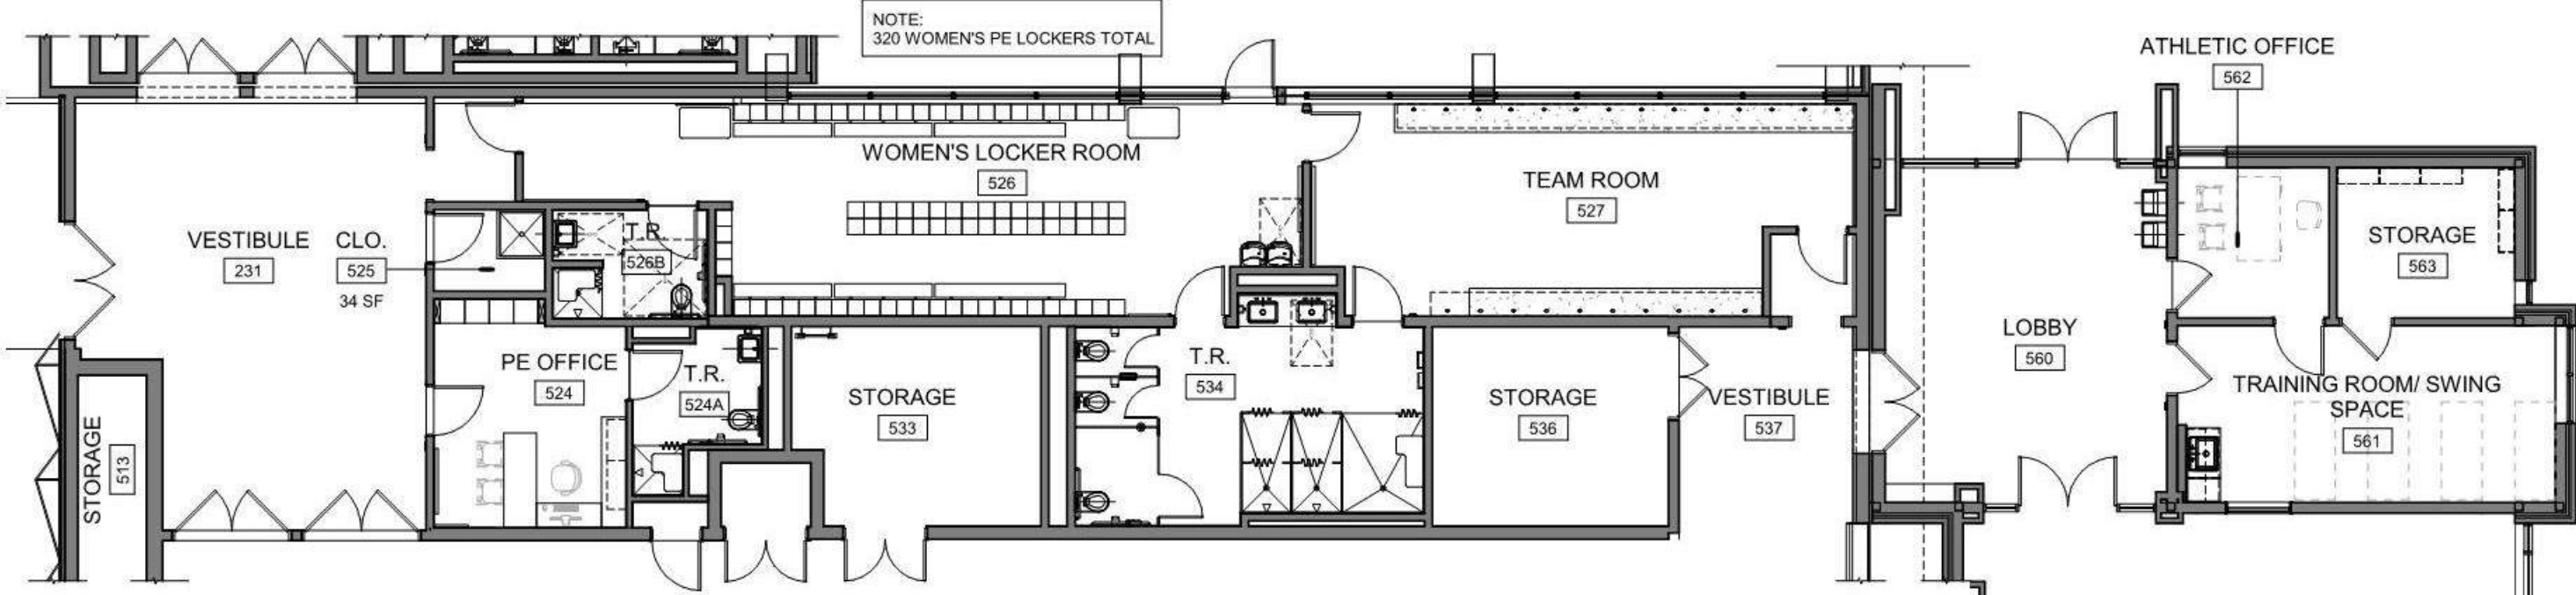 NOTE:
320 WOMEN'S PE LOCKERS TOTAL
ATHLETIC OFFICE
562
WOMEN'S LOCKER ROOM
526
TEAM ROOM
527
VESTIBULE
231
CLO.
525
34 SF
T.R.
526B
STORAGE
563
LOBBY
560
PE OFFICE
524
T.R.
524A
STORAGE
533
T.R.
534
STORAGE
536
VESTIBULE
537
TRAINING ROOM/ SWING
SPACE
561
STORAGE
513